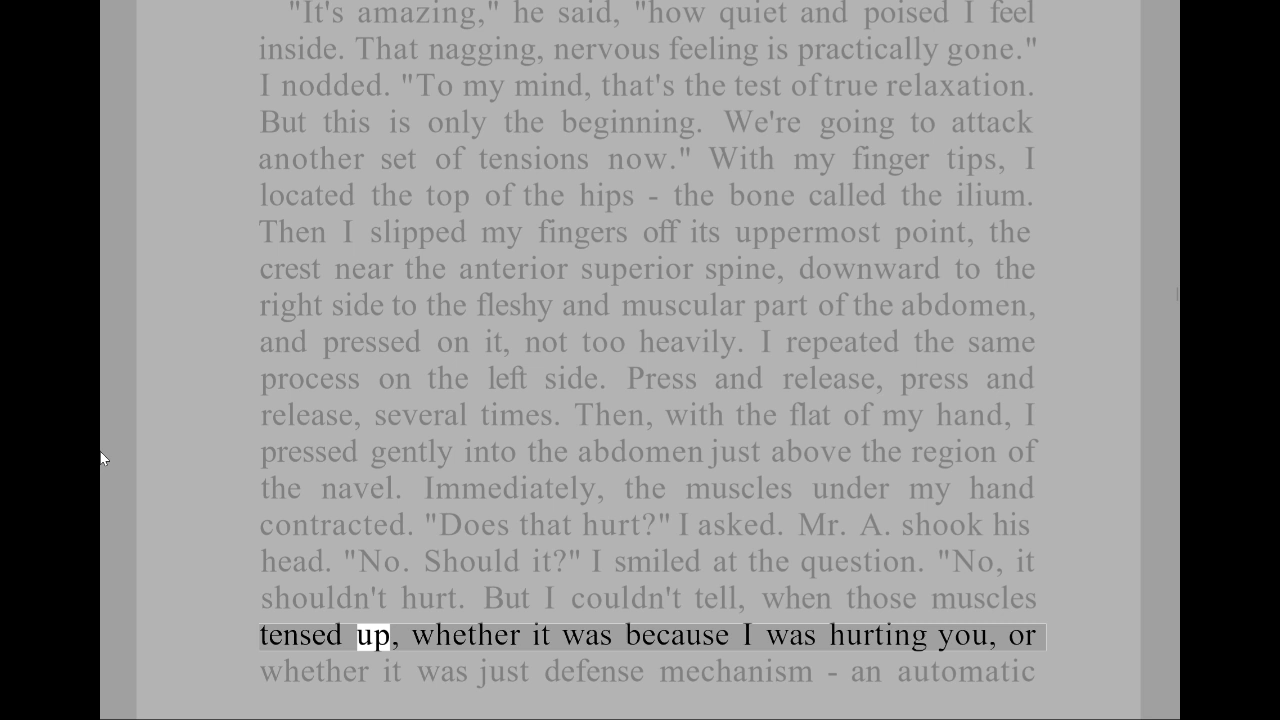 "It's amazing," he said, "how quiet and poised I feel
inside. That nagging, nervous feeling is practically gone."
I nodded. "To my mind, that's the test of true relaxation.
But this is only the beginning. We're going to attack
another set of tensions now." With my finger tips, I
located the top of the hips - the bone called the ilium.
Then I slipped my fingers off its uppermost point, the
crest near the anterior superior spine, downward to the
right side to the fleshy and muscular part of the abdomen,
and pressed on it, not too heavily. I repeated the same
process on the left side. Press and release, press and
release, several times. Then, with the flat of my hand, I
pressed gently into the abdomen just above the region of
the navel. Immediately, the muscles under my hand
contracted. "Does that hurt?" I asked. Mr. A. shook his
head. "No. Should it?" I smiled at the question. "No, it
shouldn't hurt. But I couldn't tell, when those muscles
tensed up, whether it was because I was hurting you, or
whether it was just defense mechanism - an automatic